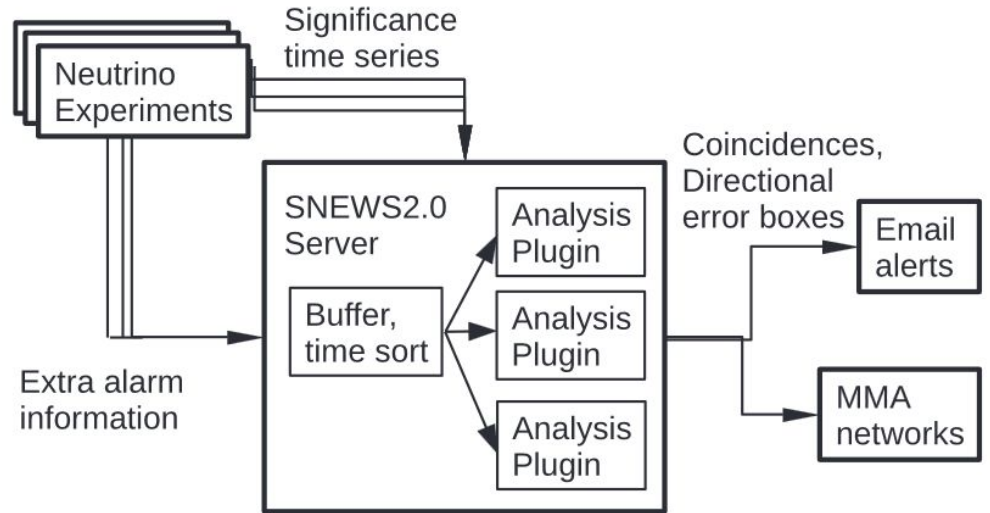 Significance
time series
Neutrino
Experiments
Extra alarm
information
SNEWS2.0
Server
Buffer,
time sort
Analysis
Plugin
Analysis
Plugin
Analysis
Plugin
Coincidences,
Directional
error boxes
Email
alerts
MMA
networks